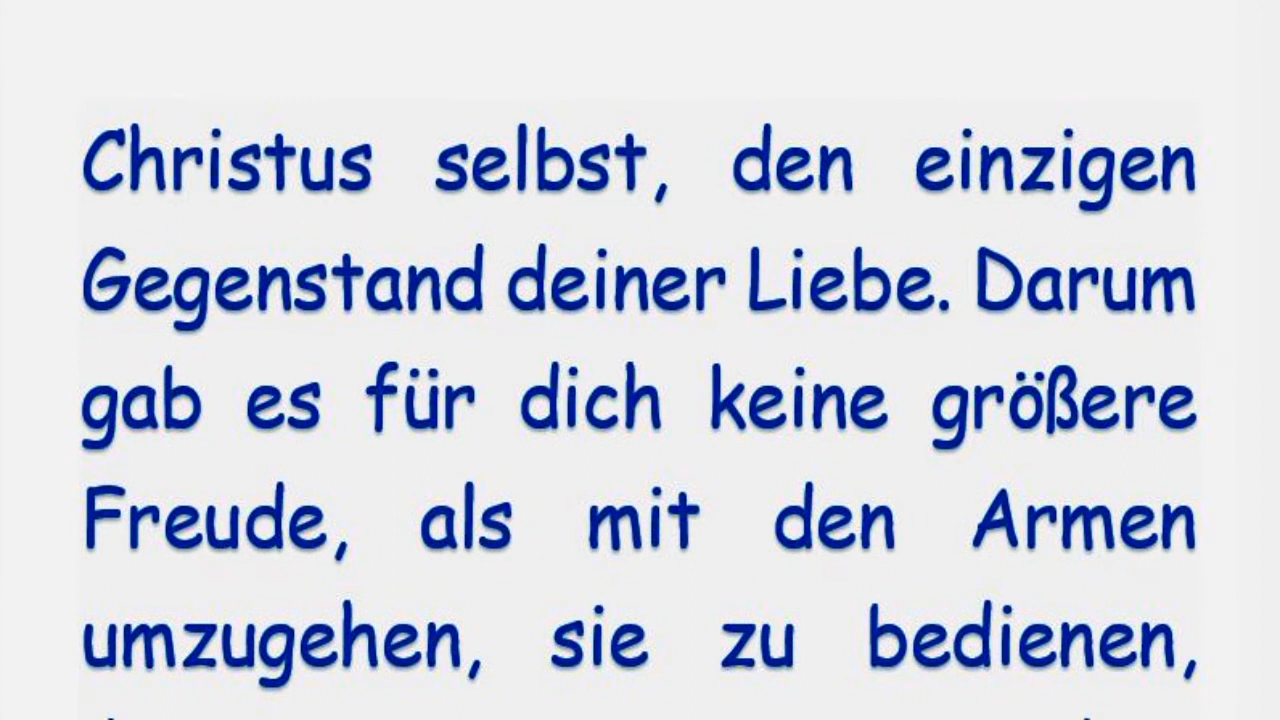 Christus selbst, den einzigen
Gegenstand deiner Liebe. Darum
gab es für dich keine größere
Freude, als mit den Armen
umzugehen, sie zu bedienen,